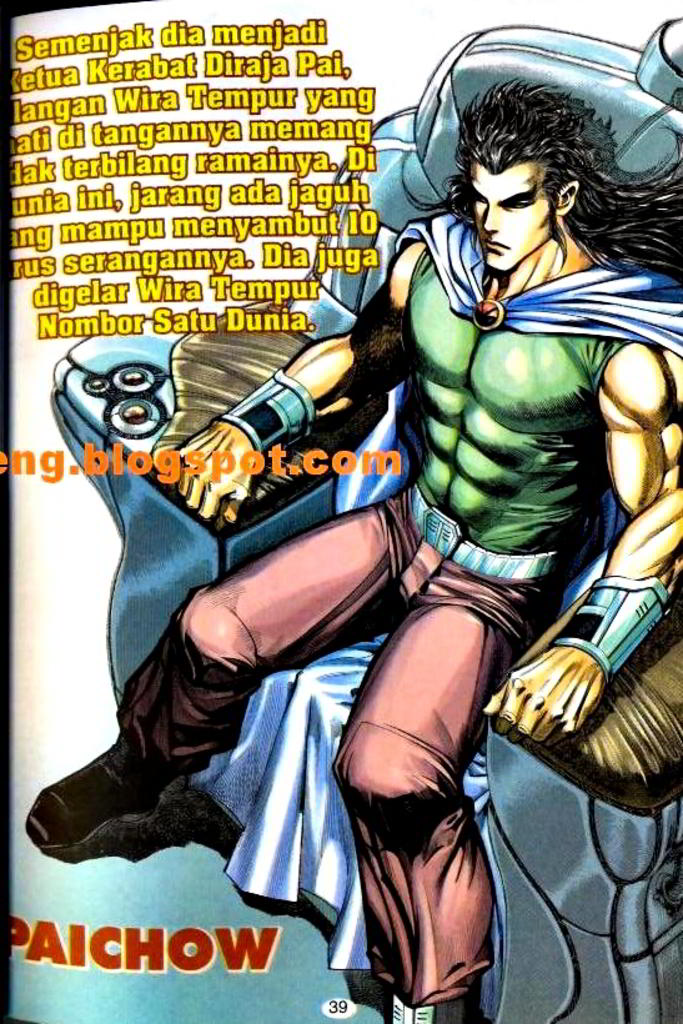 Semenjak dia menjadi
Ketua Kerabat Diraja Pai,
langan Wira Tempur yang
ati di tangannya memang
dak terbilang ramainya. Di
unia ini, jarang ada jaguh
ng mampu menyambut 10
rus serangannya. Dia juga
digelar Wira Tempur
Nombor Satu Dunia.
eng.blogspot.com
PAICHOW
39